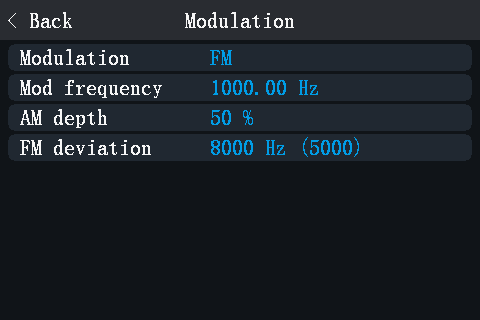 < Back Modulation
Modulation FM
Mod frequency 1000.00 Hz
AM depth 50 %
FM deviation 8000 Hz (5000)